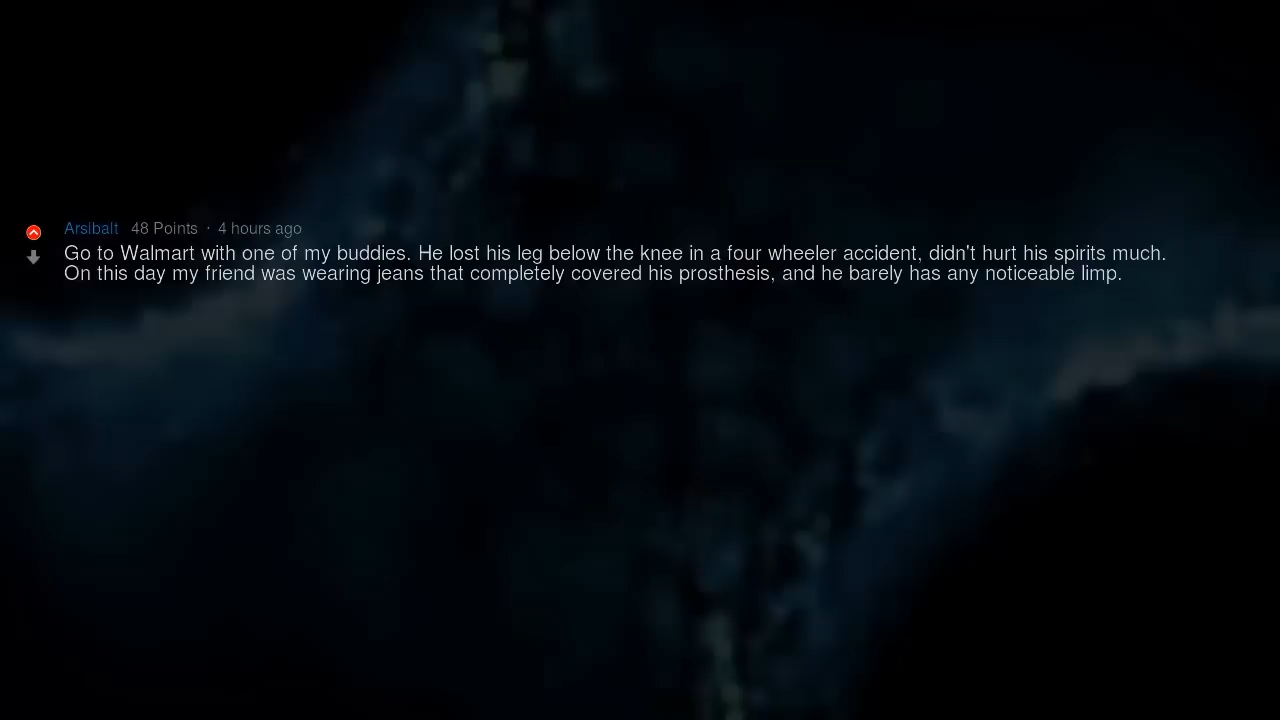 Arsibalt 48 Points · 4 hours ago
Go to Walmart with one of my buddies. He lost his leg below the knee in a four wheeler accident, didn't hurt his spirits much.
On this day my friend was wearing jeans that completely covered his prosthesis, and he barely has any noticeable limp.